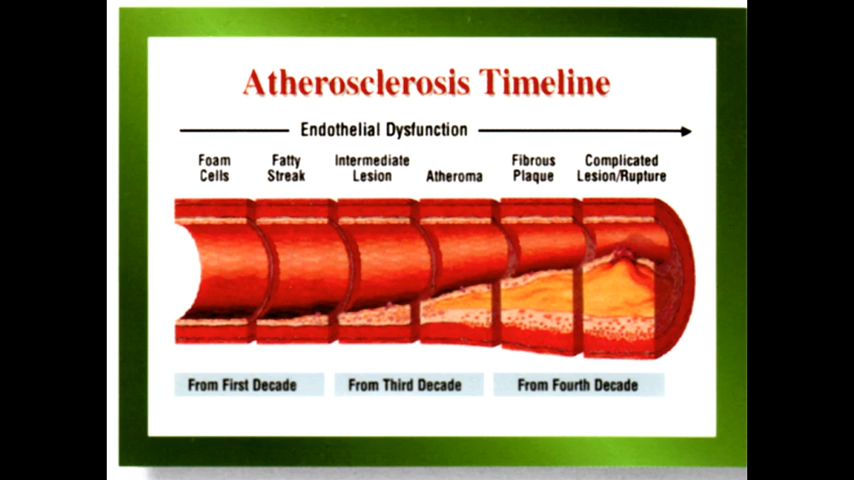 Atherosclerosis Timeline
Endothelial Dysfunction
Foam
Cells
Fatty
Streak
Intermediate
Lesion
Atheroma
Fibrous
Plaque
Complicated
Lesion/Rupture
From First Decade
From Third Decade
From Fourth Decade